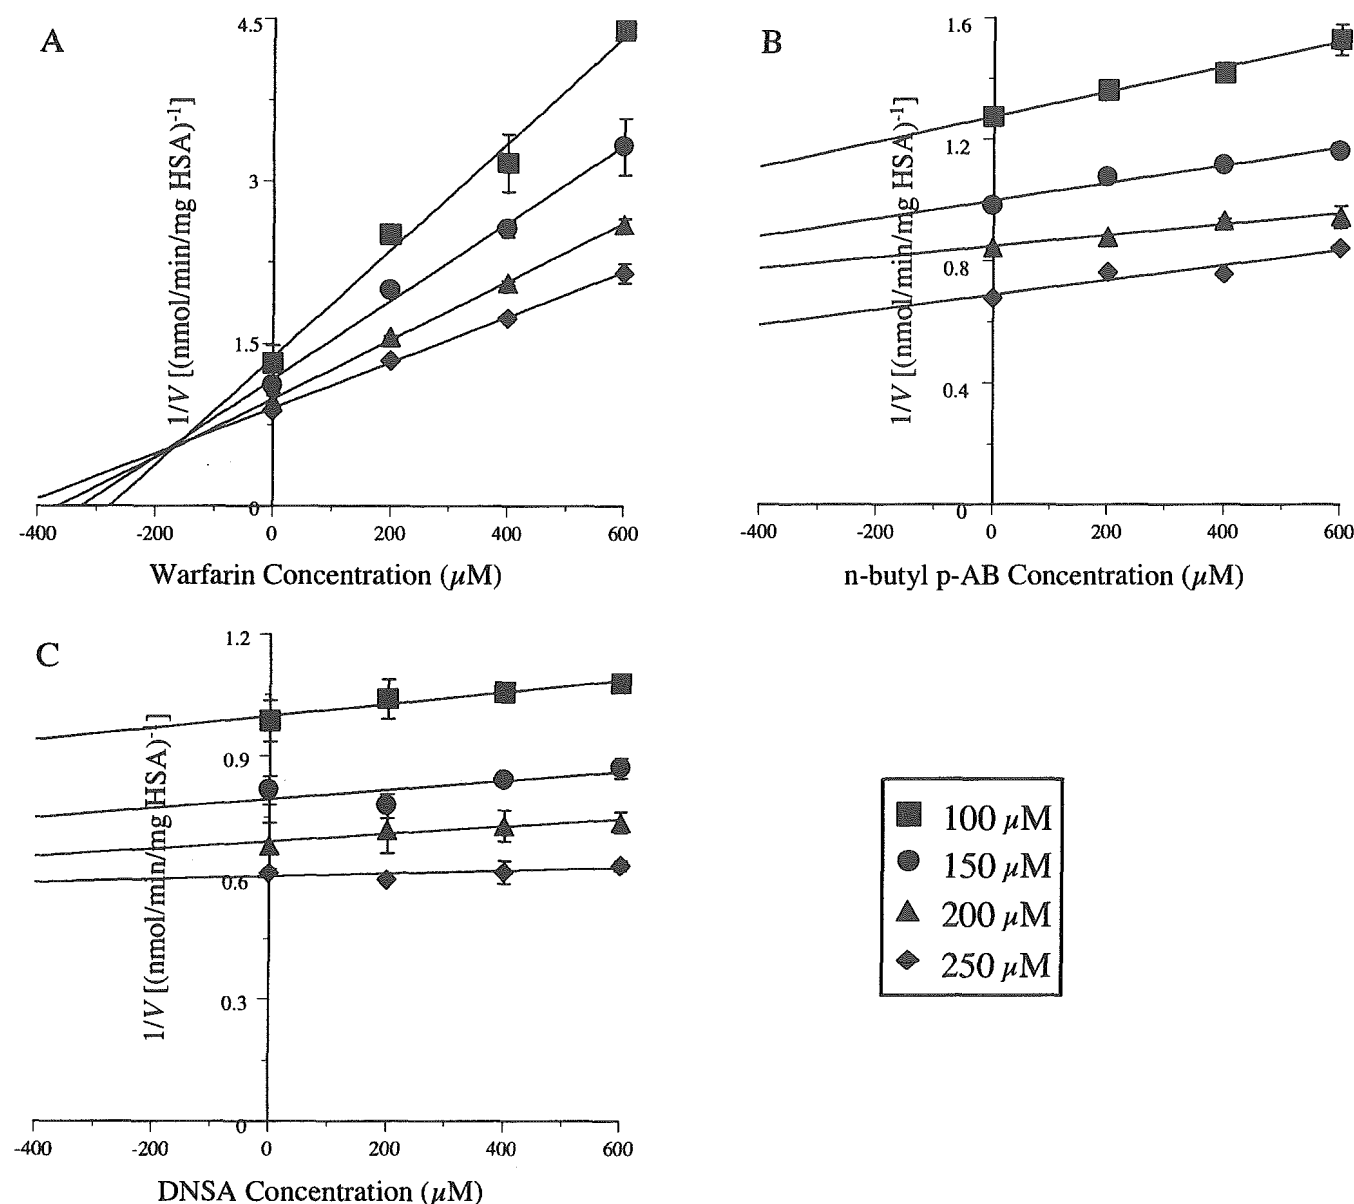 A
4.5
3
1.5
0
-400 -200 0 200 400 600
1/V [(nmol/min/mg HSA)-1]
Warfarin Concentration (µM)
B
1.6
1.2
0.8
0.4
0
-400 -200 0 200 400 600
1/V [(nmol/min/mg HSA)-1]
n-butyl p-AB Concentration (µM)
C
1.2
0.9
0.6
0.3
0
-400 -200 0 200 400 600
1/V [(nmol/min/mg HSA)-1]
DNSA Concentration (µM)
100 µM
150 µM
200 µM
250 µM